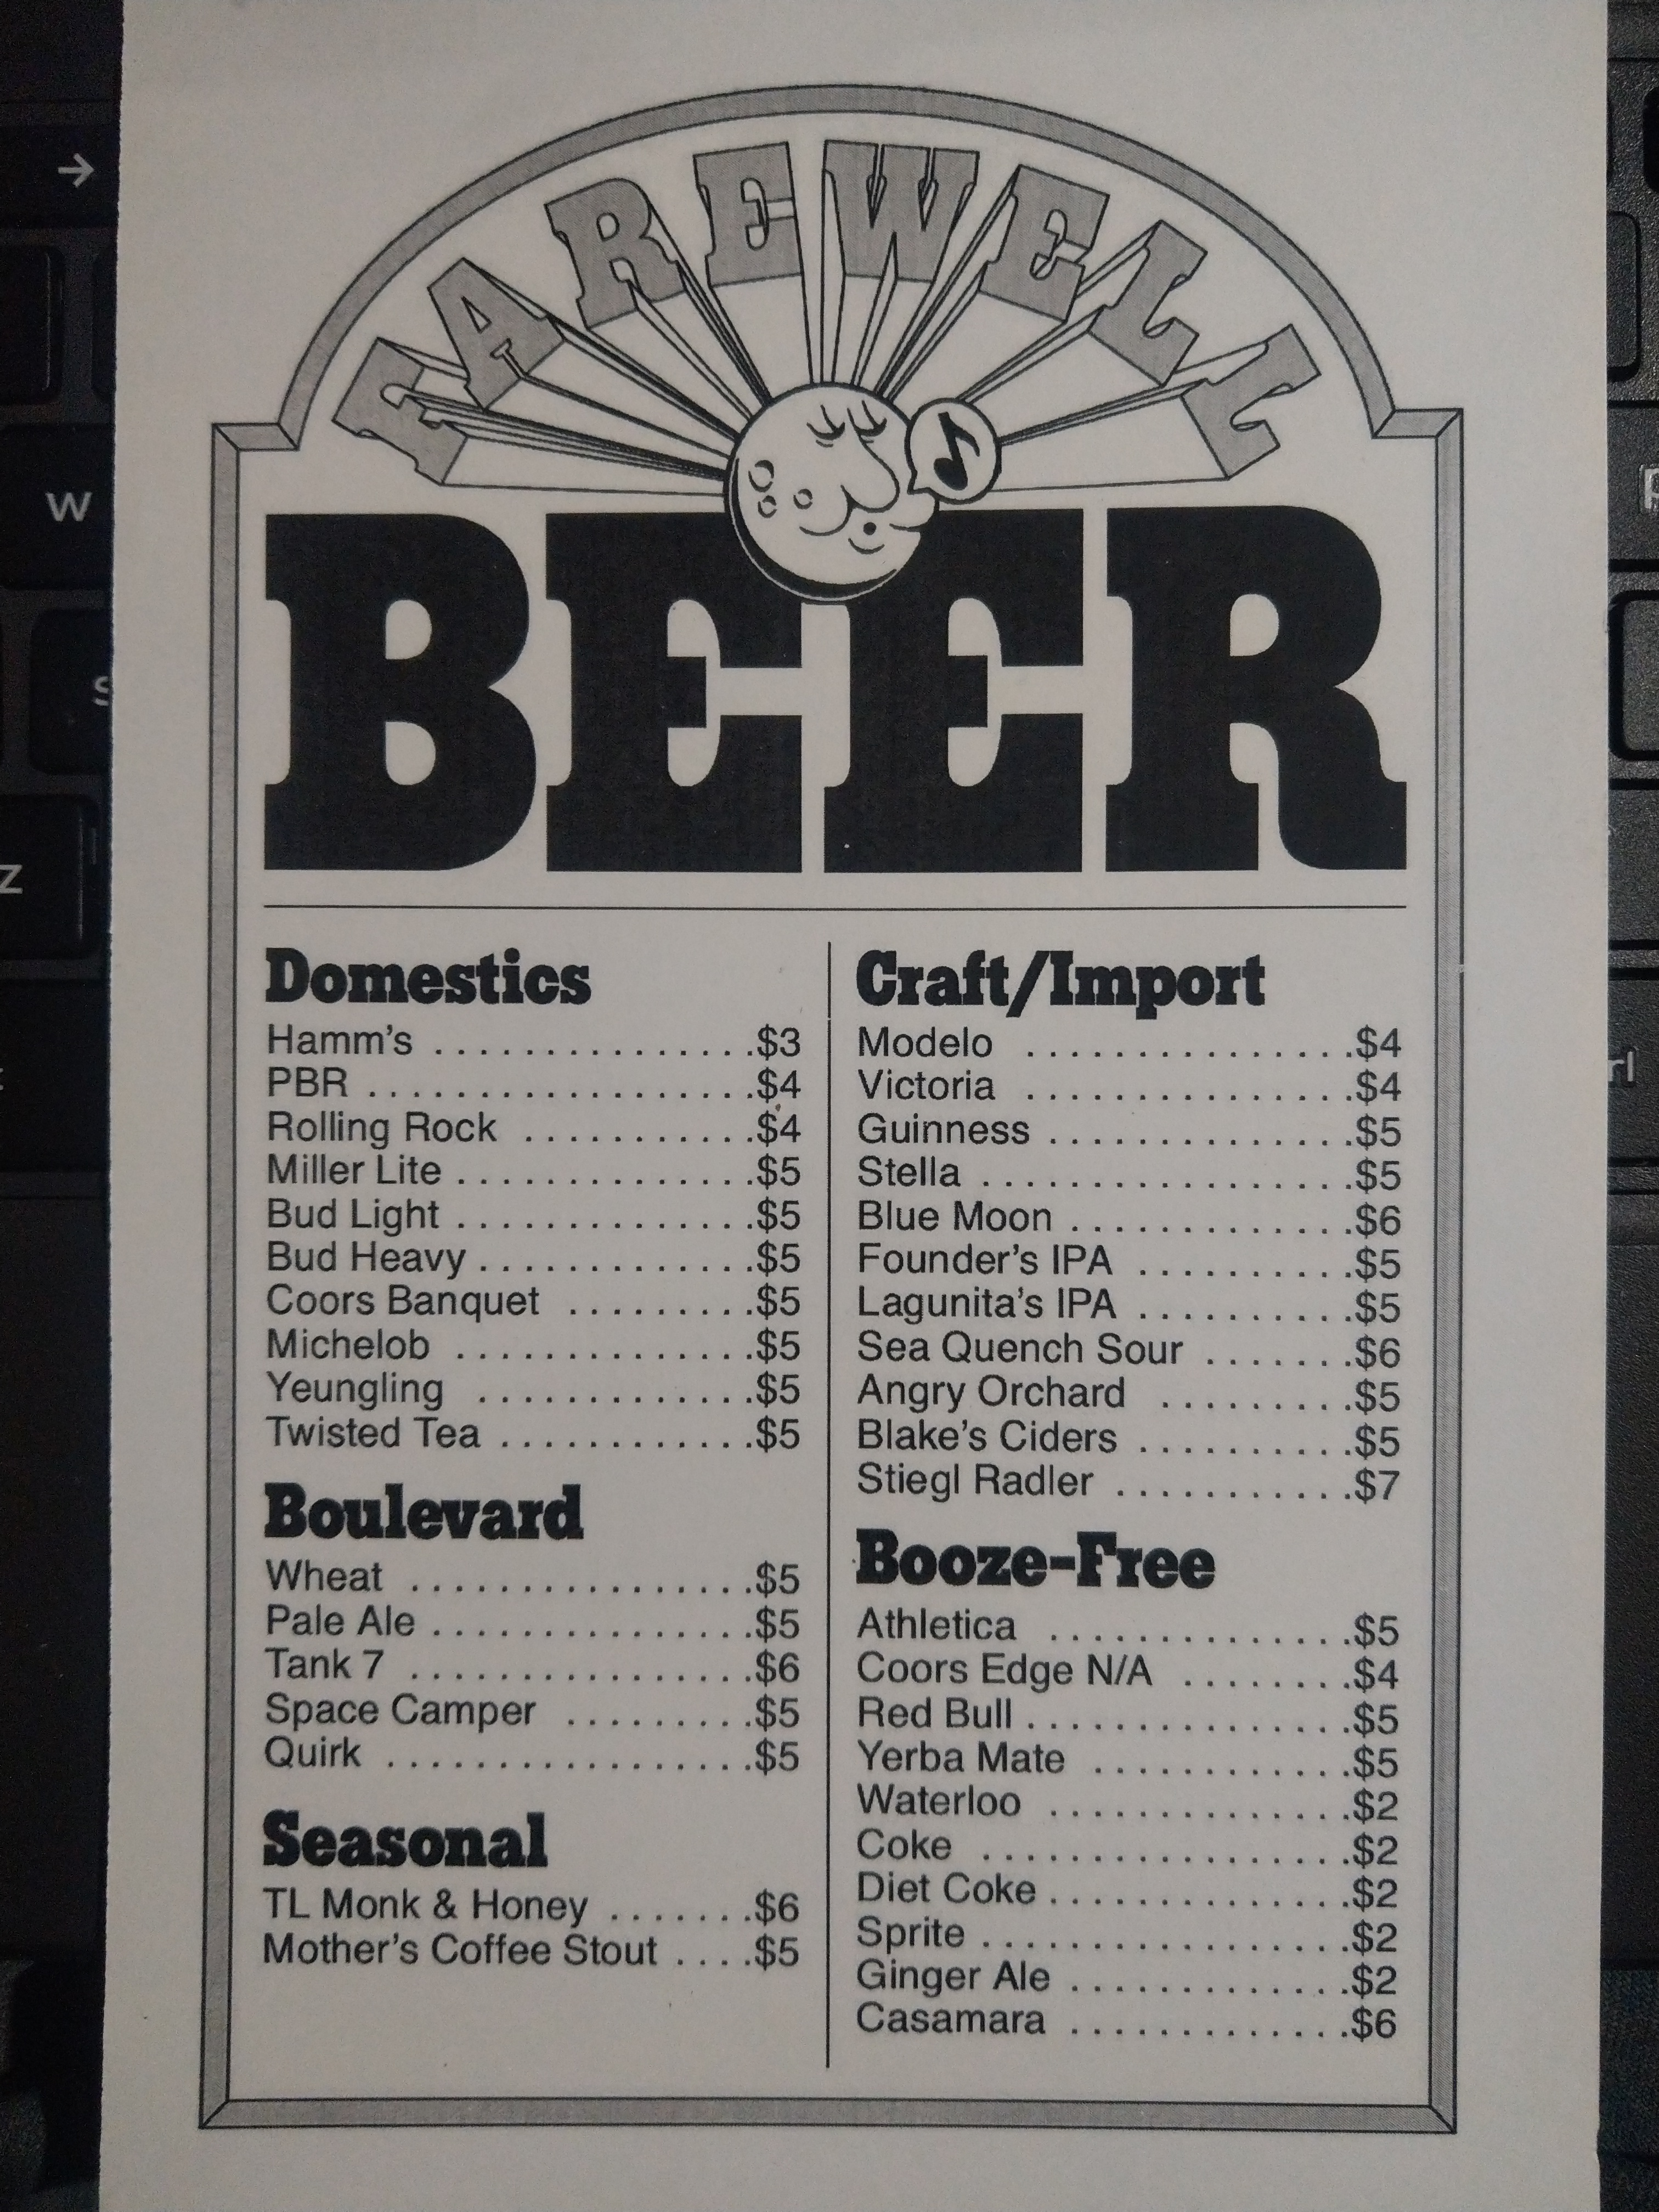 FAREWELL
BEER
Domestics
Hamm's ...............$3
PBR ..................$4
Rolling Rock ...........$4
Miller Lite ..............$5
Bud Light ..............$5
Bud Heavy .............$5
Coors Banquet .........$5
Michelob ..............$5
Yeungling .............$5
Twisted Tea ............$5
Boulevard
Wheat ................$5
Pale Ale ...............$5
Tank 7 ................$6
Space Camper .........$5
Quirk .................$5
Seasonal
TL Monk & Honey .......$6
Mother's Coffee Stout ....$5
Craft/Import
Modelo ...............$4
Victoria ...............$4
Guinness ..............$5
Stella .................$5
Blue Moon .............$6
Founder's IPA ..........$5
Lagunita's IPA ..........$5
Sea Quench Sour .......$6
Angry Orchard .........$5
Blake's Ciders ..........$5
Stiegl Radler ...........$7
Booze-Free
Athletica ..............$5
Coors Edge N/A ........$4
Red Bull ...............$5
Yerba Mate ............$5
Waterloo ..............$2
Coke .................$2
Diet Coke ..............$2
Sprite .................$2
Ginger Ale .............$2
Casamara .............$6
→
W
S
Z